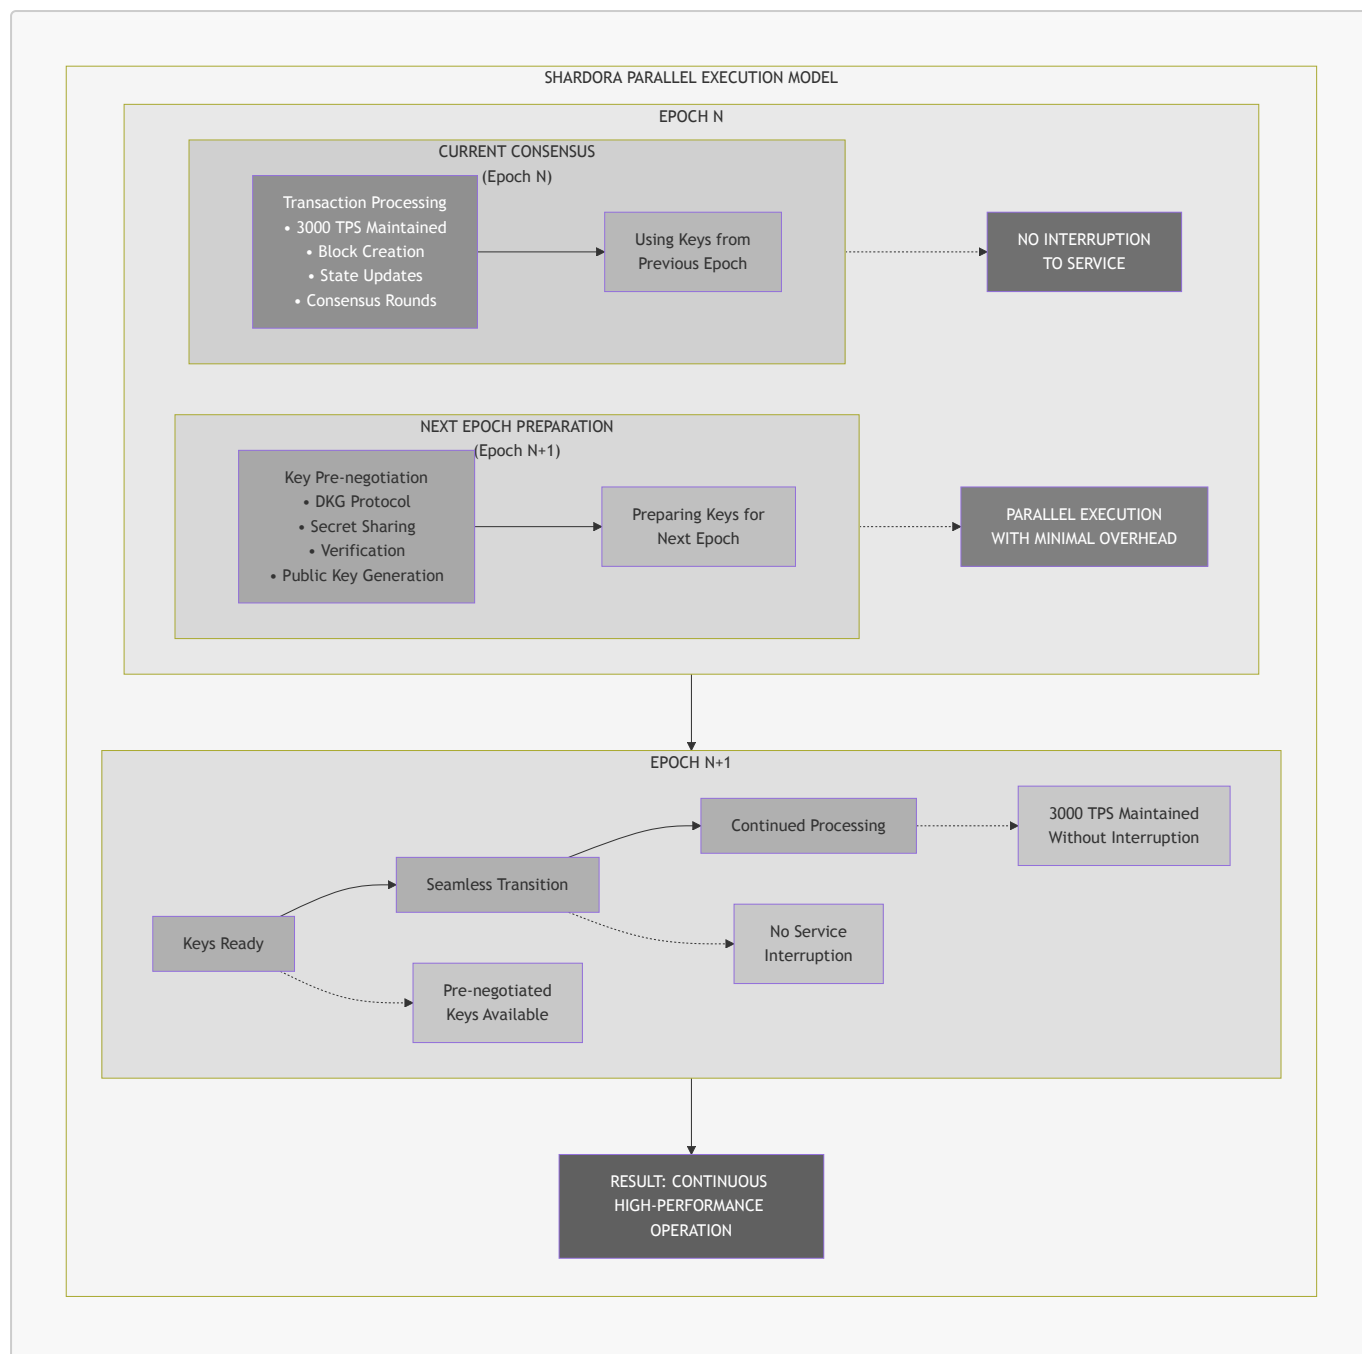 SHARDORA PARALLEL EXECUTION MODEL
EPOCH N
CURRENT CONSENSUS
(Epoch N)
Transaction Processing
• 3000 TPS Maintained
• Block Creation
• State Updates
• Consensus Rounds
Using Keys from
Previous Epoch
NO INTERRUPTION
TO SERVICE
NEXT EPOCH PREPARATION
(Epoch N+1)
Key Pre-negotiation
• DKG Protocol
• Secret Sharing
• Verification
• Public Key Generation
Preparing Keys for
Next Epoch
PARALLEL EXECUTION
WITH MINIMAL OVERHEAD
EPOCH N+1
Keys Ready
Seamless Transition
Continued Processing
3000 TPS Maintained
Without Interruption
No Service
Interruption
Pre-negotiated
Keys Available
RESULT: CONTINUOUS
HIGH-PERFORMANCE
OPERATION